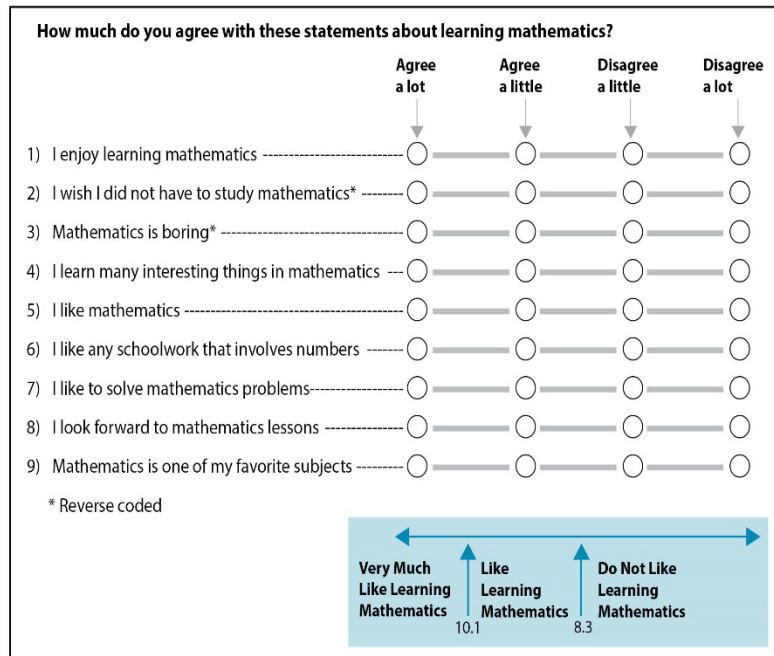 How much do you agree with these statements about learning mathematics?
Agree a lot
Agree a little
Disagree a little
Disagree a lot
1) I enjoy learning mathematics
2) I wish I did not have to study mathematics*
3) Mathematics is boring*
4) I learn many interesting things in mathematics
5) I like mathematics
6) I like any schoolwork that involves numbers
7) I like to solve mathematics problems
8) I look forward to mathematics lessons
9) Mathematics is one of my favorite subjects
* Reverse coded
Very Much
Like Learning
Mathematics
10.1
Like
Learning
Mathematics
8.3
Do Not Like
Learning
Mathematics